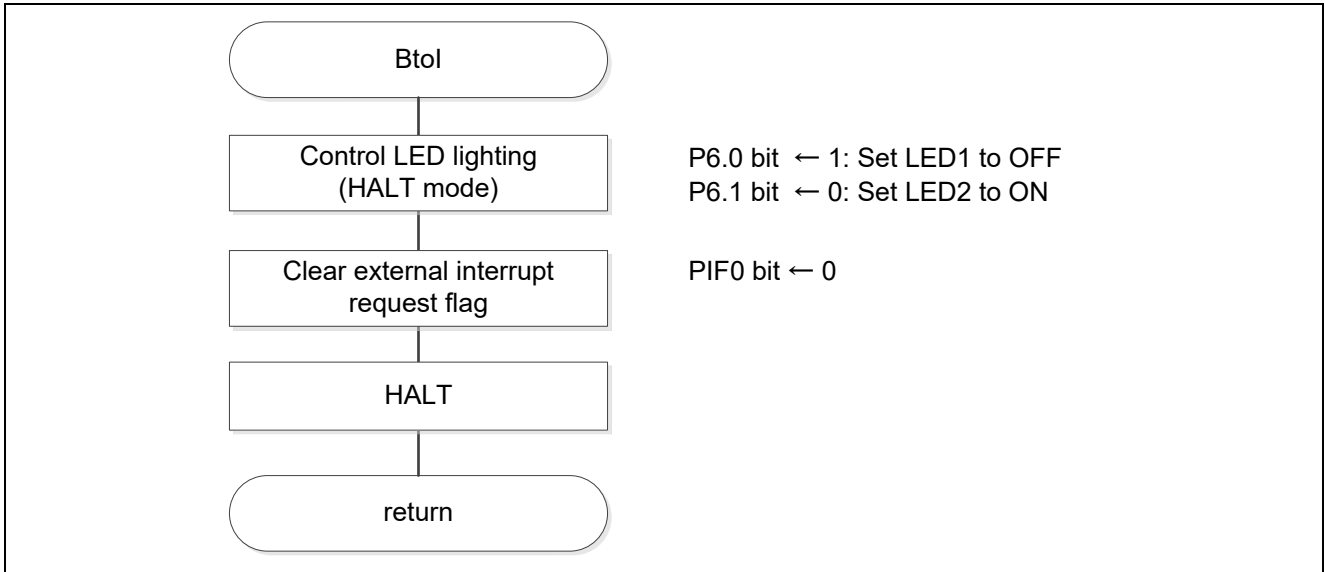 BtoI
Control LED lighting
(HALT mode)
P6.0 bit ← 1: Set LED1 to OFF
P6.1 bit ← 0: Set LED2 to ON
Clear external interrupt
request flag
PIF0 bit ← 0
HALT
return